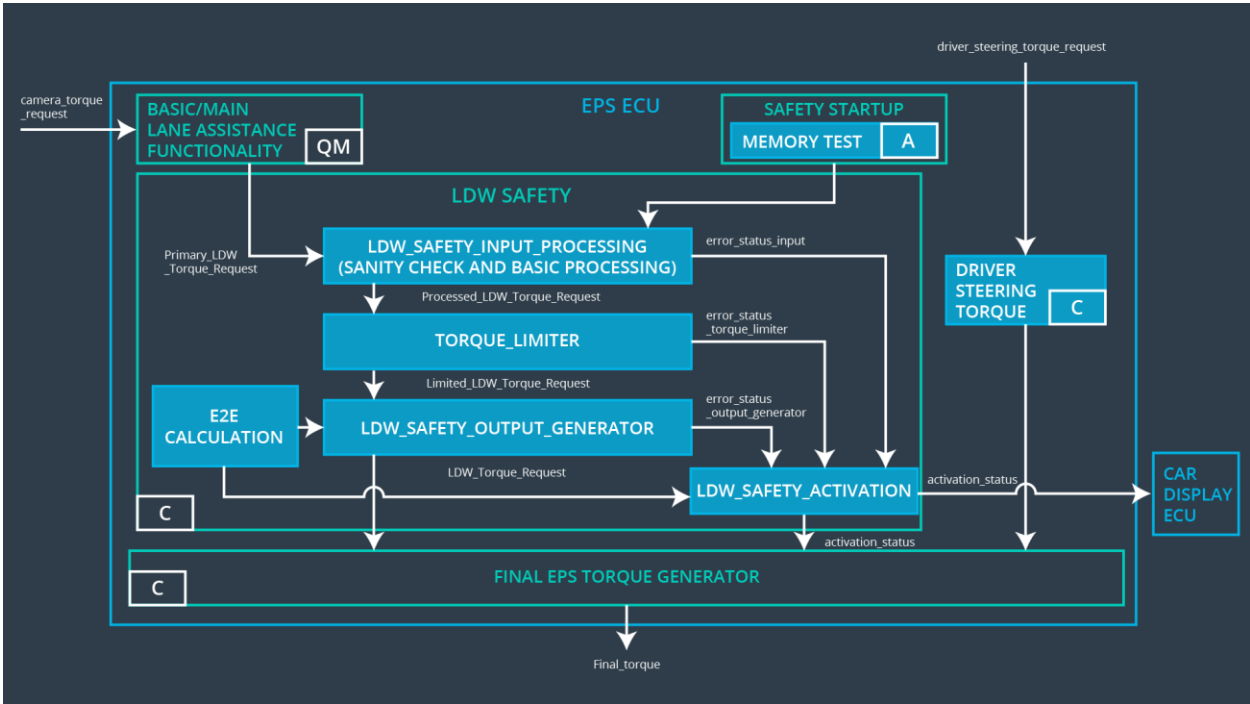 driver_steering_torque_request
camera_torque
_request
EPS ECU
BASIC/MAIN
LANE ASSISTANCE
FUNCTIONALITY
QM
SAFETY STARTUP
MEMORY TEST
A
LDW SAFETY
Primary_LDW
_Torque_Request
LDW_SAFETY_INPUT_PROCESSING
(SANITY CHECK AND BASIC PROCESSING)
error_status_input
DRIVER
STEERING
TORQUE
C
Processed_LDW_Torque_Request
TORQUE_LIMITER
error_status
_torque_limiter
Limited_LDW_Torque_Request
E2E
CALCULATION
LDW_SAFETY_OUTPUT_GENERATOR
error_status
_output_generator
LDW_Torque_Request
LDW_SAFETY_ACTIVATION
activation_status
CAR
DISPLAY
ECU
C
activation_status
FINAL EPS TORQUE GENERATOR
C
Final_torque